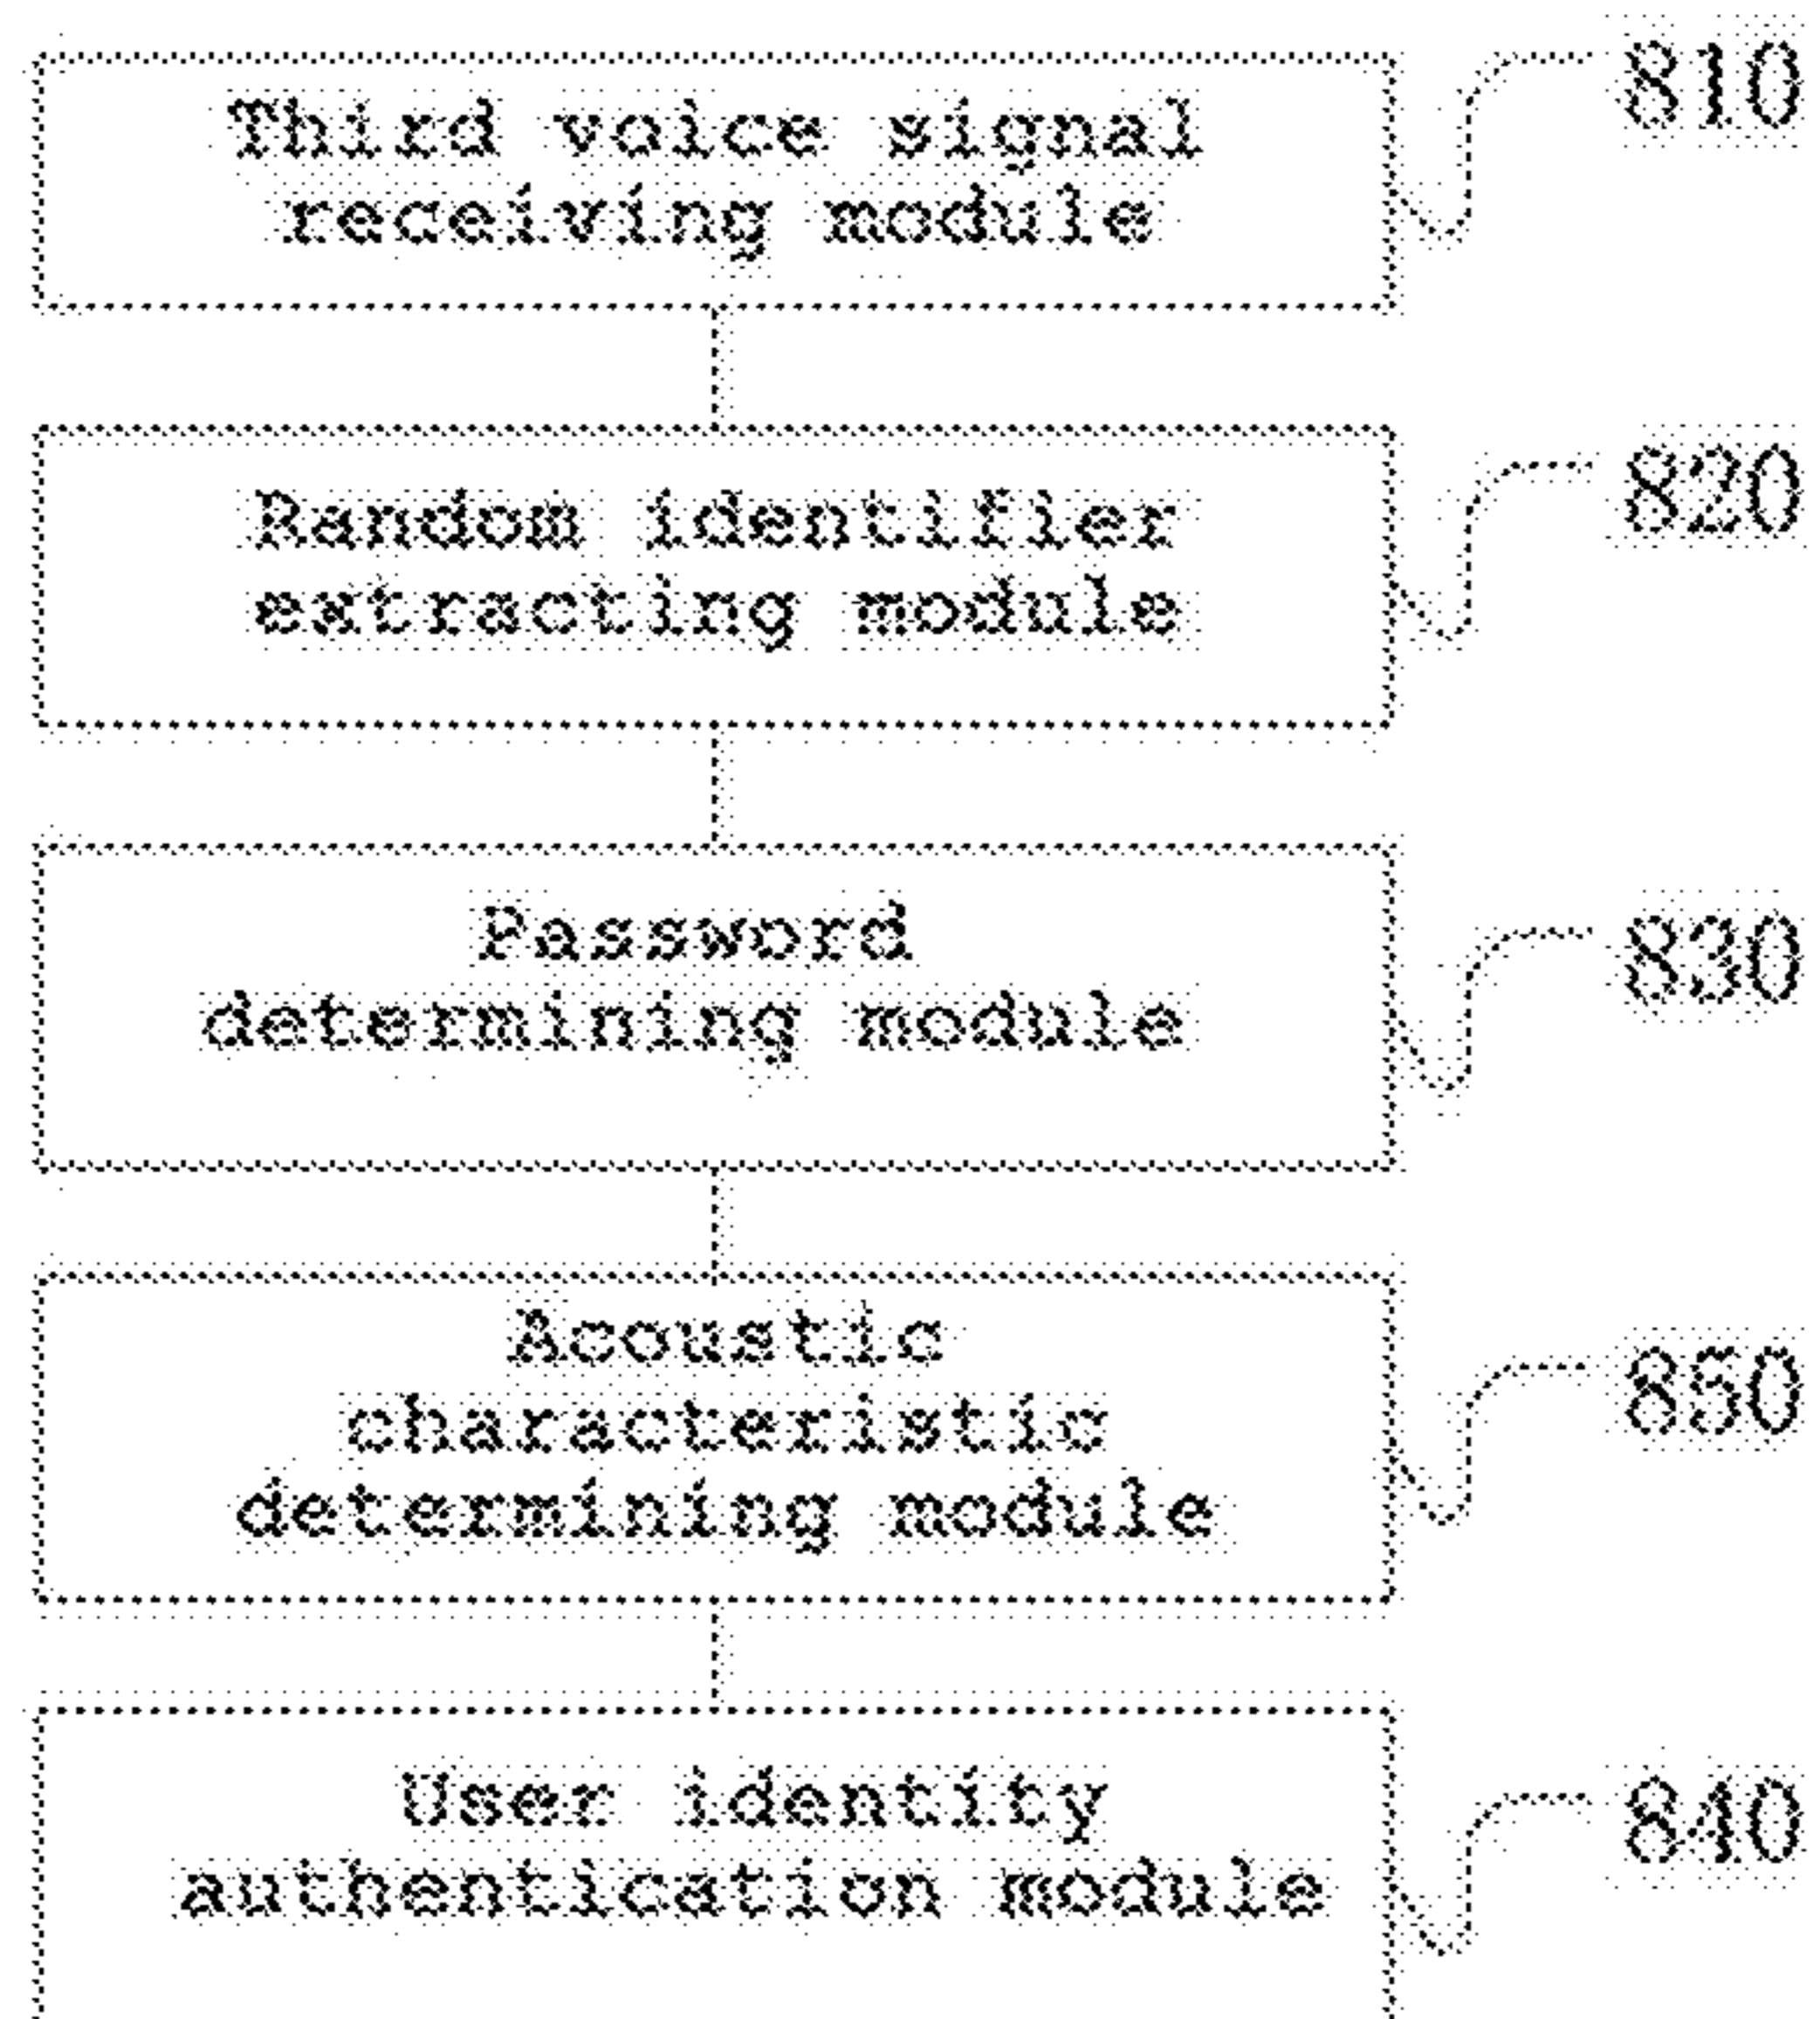 Third voice signal
receiving module
810
Random identifier
extracting module
820
Password
determining module
830
Acoustic
characteristic
determining module
850
User identity
authentication module
840